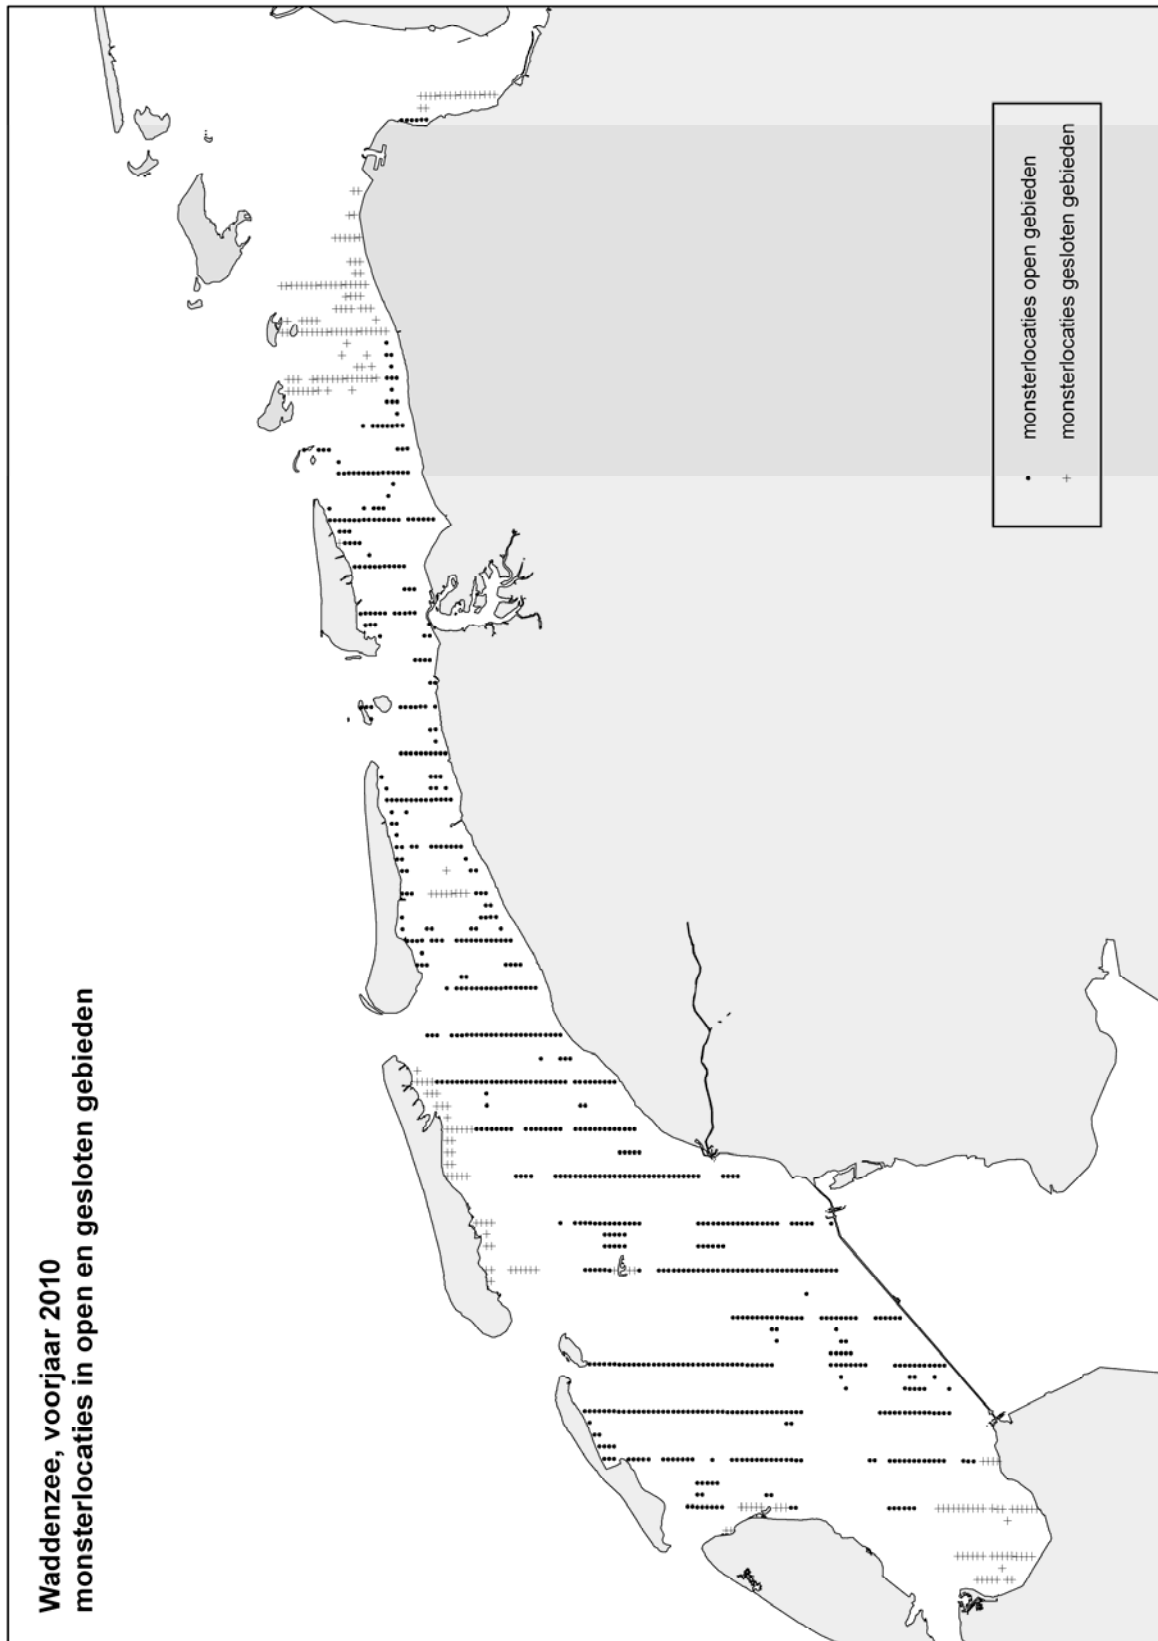 Waddenzee, voorjaar 2010
monsterlocaties in open en gesloten gebieden
monsterlocaties open gebieden
monsterlocaties gesloten gebieden